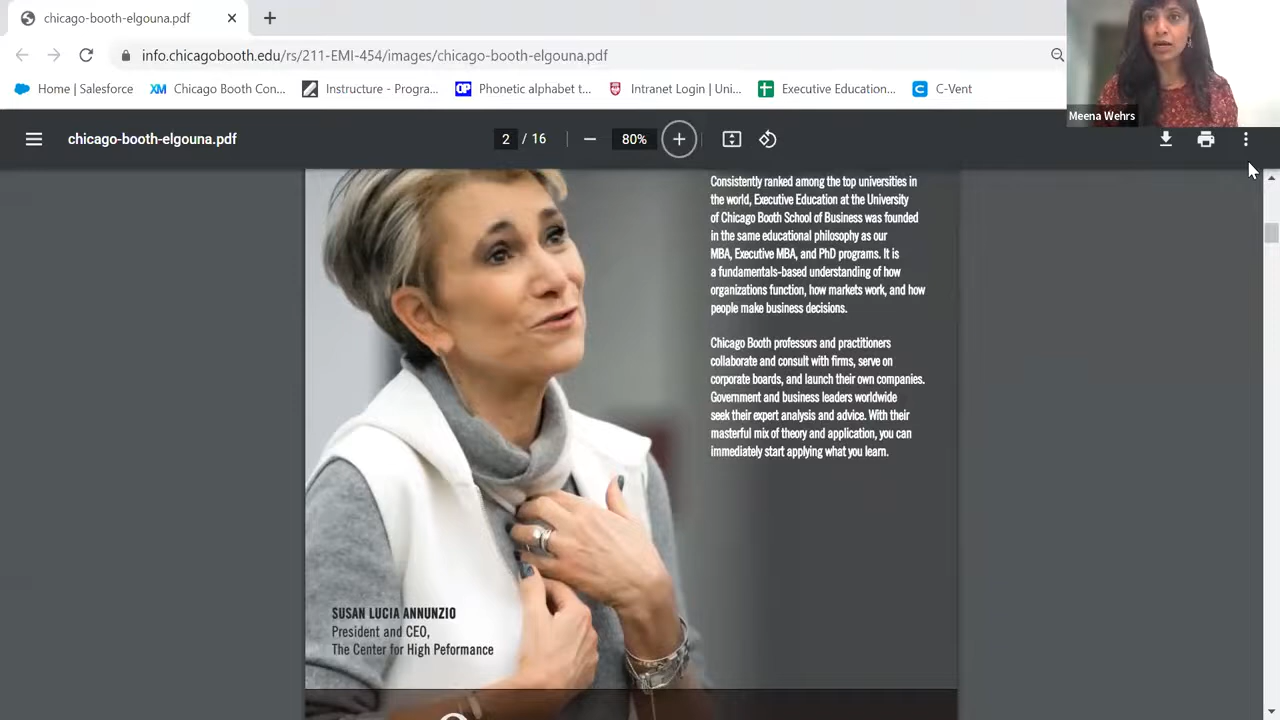 chicago-booth-elgouna.pdf
info.chicagobooth.edu/rs/211-EMI-454/images/chicago-booth-elgouna.pdf
Home | Salesforce
XM
Chicago Booth Con...
Instructure - Progra...
OP
Phonetic alphabet t...
Intranet Login | Uni...
Executive Education...
C
C-Vent
Meena Wehrs
chicago-booth-elgouna.pdf
2 / 16
80%
Consistently ranked among the top universities in
the world, Executive Education at the University
of Chicago Booth School of Business was founded
in the same educational philosophy as our
MBA, Executive MBA, and PhD programs. It is
a fundamentals-based understanding of how
organizations function, how markets work, and how
people make business decisions.
Chicago Booth professors and practitioners
collaborate and consult with firms, serve on
corporate boards, and launch their own companies.
Government and business leaders worldwide
seek their expert analysis and advice. With their
masterful mix of theory and application, you can
immediately start applying what you learn.
SUSAN LUCIA ANNUNZIO
President and CEO,
The Center for High Peformance